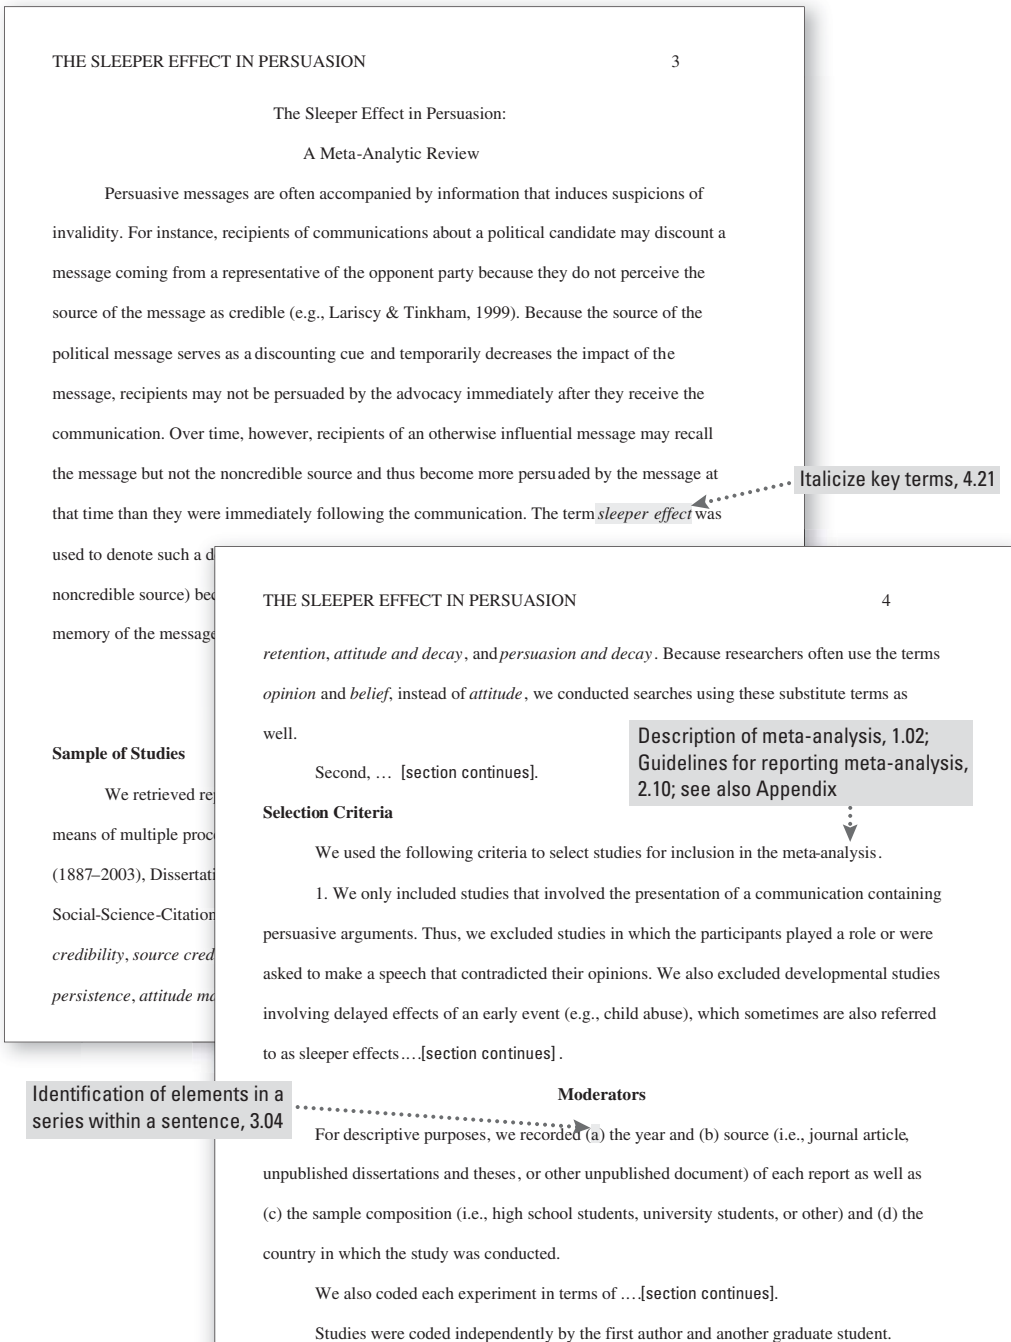 THE SLEEPER EFFECT IN PERSUASION 3
The Sleeper Effect in Persuasion:
A Meta-Analytic Review
Persuasive messages are often accompanied by information that induces suspicions of
invalidity. For instance, recipients of communications about a political candidate may discount a
message coming from a representative of the opponent party because they do not perceive the
source of the message as credible (e.g., Lariscy & Tinkham, 1999). Because the source of the
political message serves as a discounting cue and temporarily decreases the impact of the
message, recipients may not be persuaded by the advocacy immediately after they receive the
communication. Over time, however, recipients of an otherwise influential message may recall
the message but not the noncredible source and thus become more persuaded by the message at
that time than they were immediately following the communication. The term sleeper effect was
used to denote such a d
noncredible source) bec
memory of the message
Sample of Studies
We retrieved rep
means of multiple proc
(1887–2003), Dissertati
Social-Science-Citation
credibility, source cred
persistence, attitude ma
Italicize key terms, 4.21
THE SLEEPER EFFECT IN PERSUASION 4
retention, attitude and decay, and persuasion and decay. Because researchers often use the terms
opinion and belief, instead of attitude, we conducted searches using these substitute terms as
well.
Second, … [section continues].
Description of meta-analysis, 1.02;
Guidelines for reporting meta-analysis,
2.10; see also Appendix
Selection Criteria
We used the following criteria to select studies for inclusion in the meta-analysis.
1. We only included studies that involved the presentation of a communication containing
persuasive arguments. Thus, we excluded studies in which the participants played a role or were
asked to make a speech that contradicted their opinions. We also excluded developmental studies
involving delayed effects of an early event (e.g., child abuse), which sometimes are also referred
to as sleeper effects.…[section continues] .
Identification of elements in a
series within a sentence, 3.04
Moderators
For descriptive purposes, we recorded (a) the year and (b) source (i.e., journal article,
unpublished dissertations and theses, or other unpublished document) of each report as well as
(c) the sample composition (i.e., high school students, university students, or other) and (d) the
country in which the study was conducted.
We also coded each experiment in terms of .…[section continues].
Studies were coded independently by the first author and another graduate student.